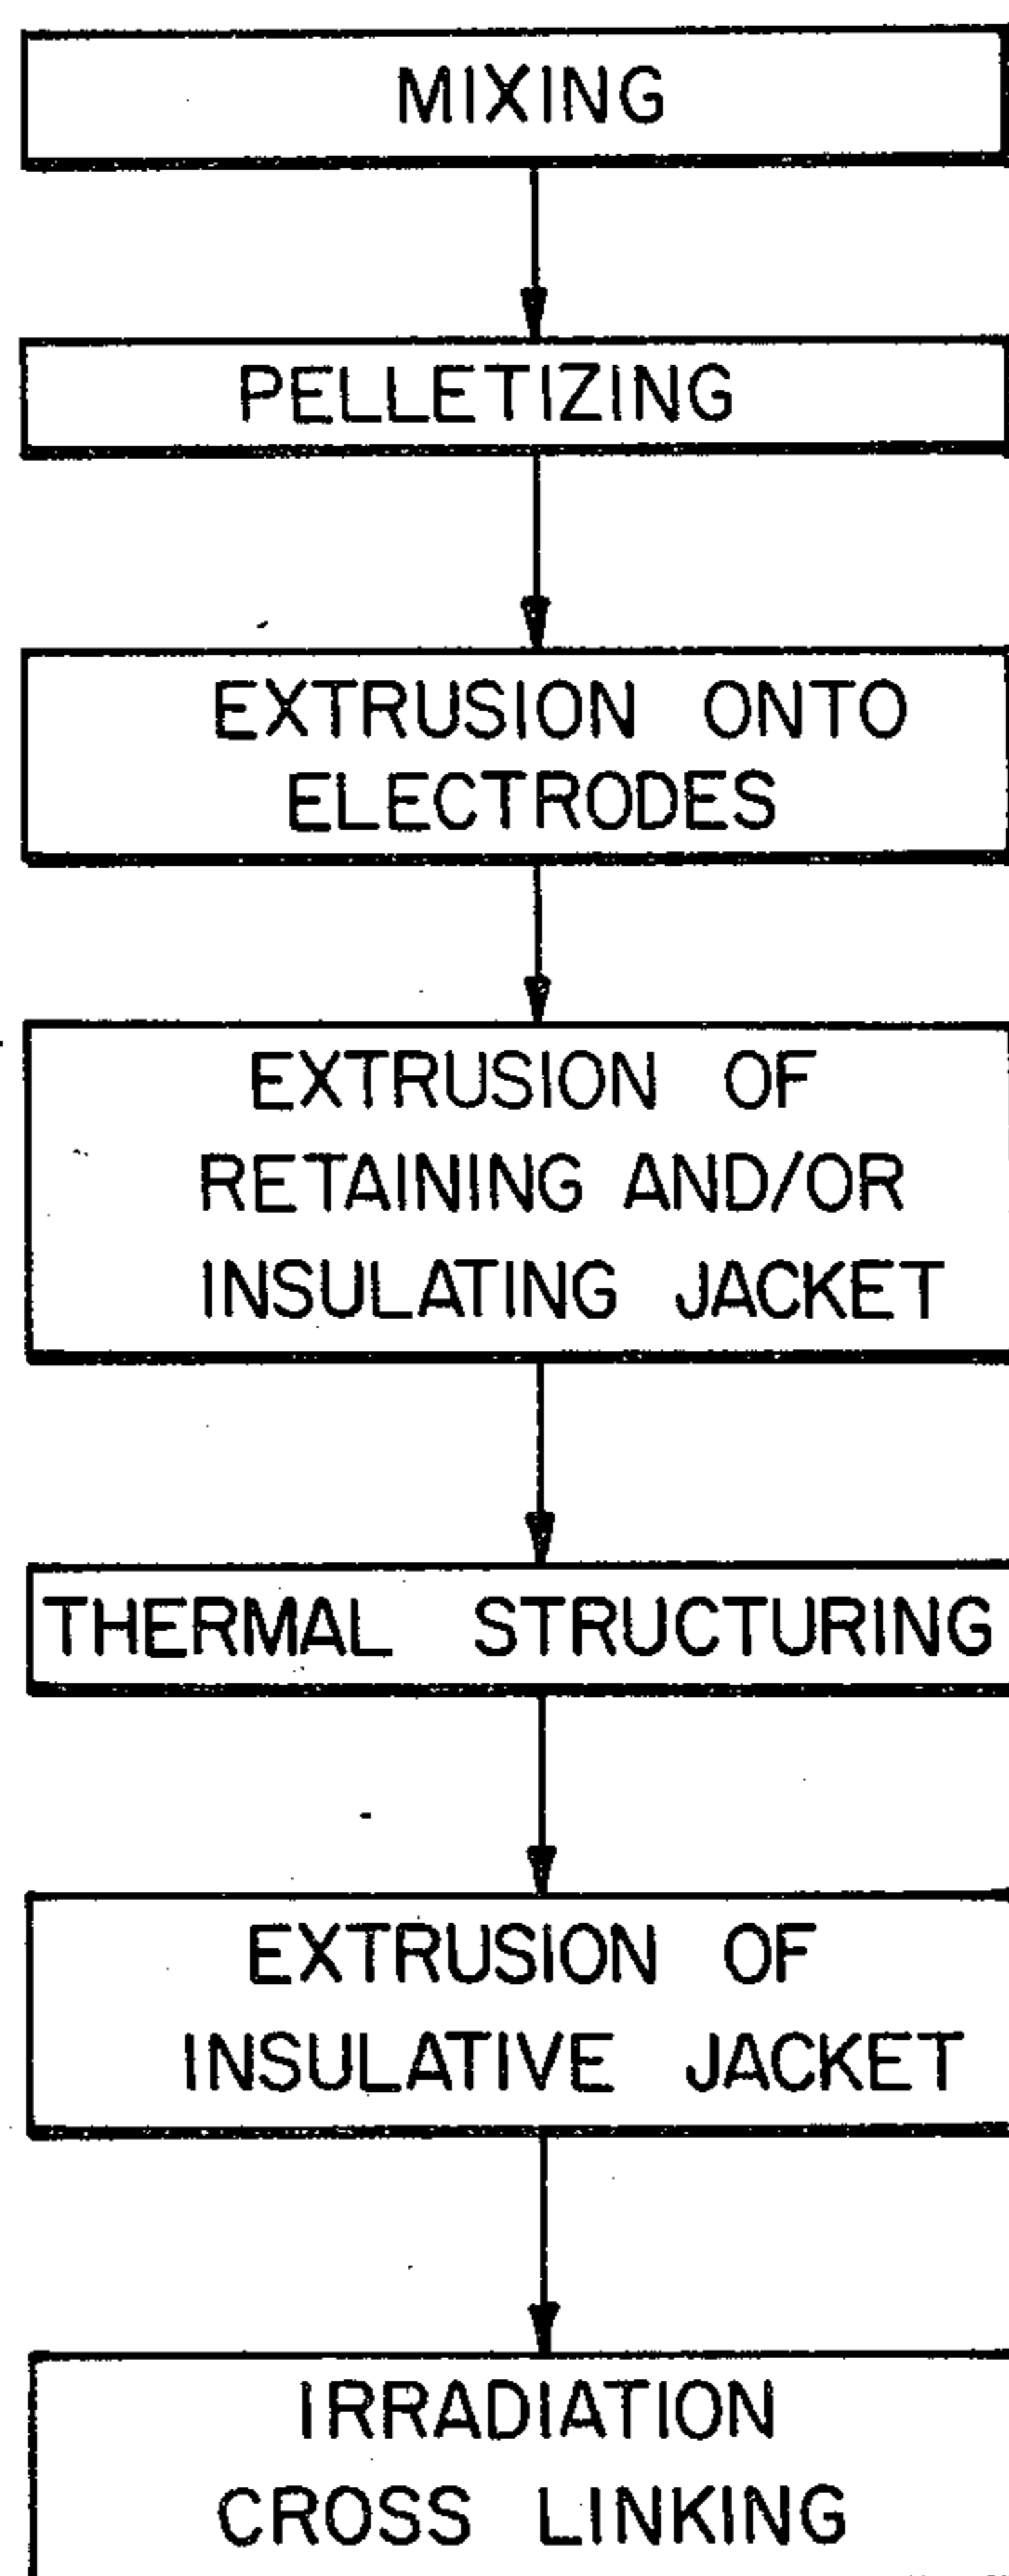 MIXING
PELLETIZING
EXTRUSION ONTO
ELECTRODES
EXTRUSION OF
RETAINING AND/OR
INSULATING JACKET
THERMAL STRUCTURING
EXTRUSION OF
INSULATIVE JACKET
IRRADIATION
CROSS LINKING